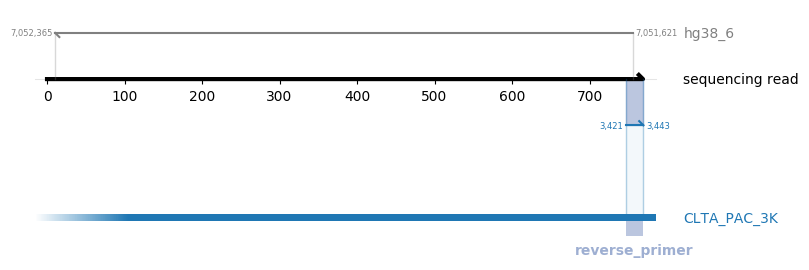 7,052,365 7,051,621 hg38_6
sequencing read
0 100 200 300 400 500 600 700
3,421 3,443
CLTA_PAC_3K
reverse_primer